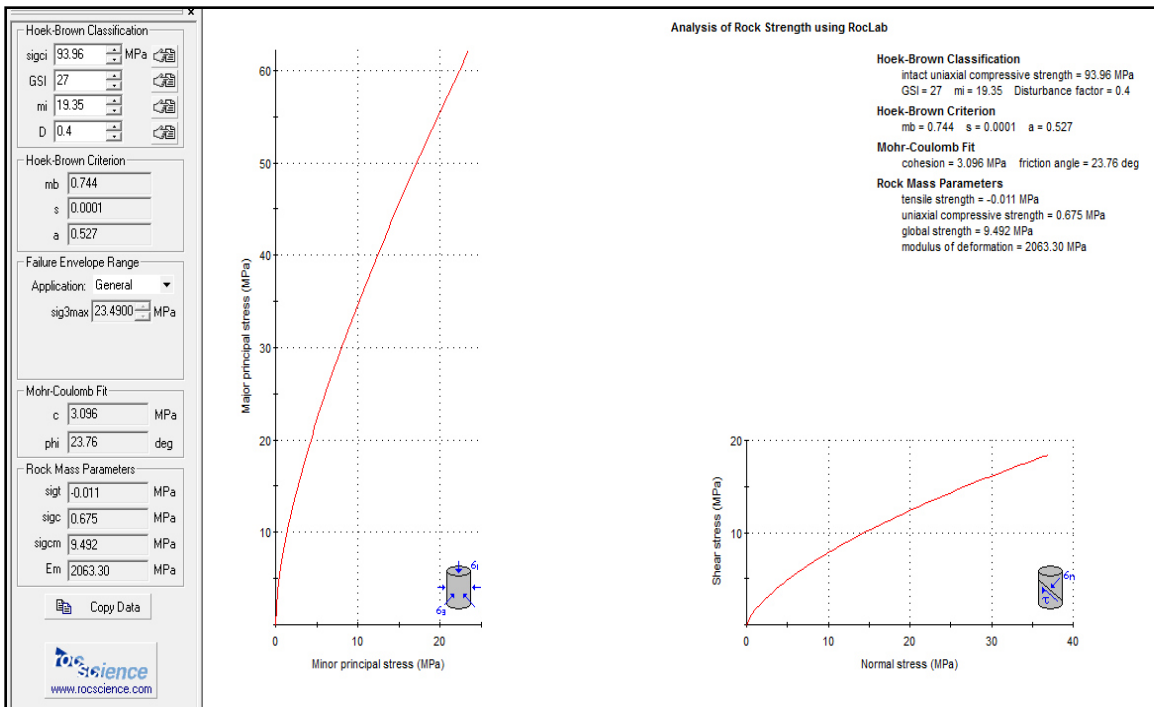 Hoek-Brown Classification
sigci 93.96 MPa
GSI 27
mi 19.35
D 0.4
Hoek-Brown Criterion
mb 0.744
s 0.0001
a 0.527
Failure Envelope Range
Application: General
sig3max 23.4900 MPa
Mohr-Coulomb Fit
c 3.096 MPa
phi 23.76 deg
Rock Mass Parameters
sigt -0.011 MPa
sigc 0.675 MPa
sigcm 9.492 MPa
Em 2063.30 MPa
Copy Data
rocscience
www.rocscience.com
Analysis of Rock Strength using RocLab
Hoek-Brown Classification
intact uniaxial compressive strength = 93.96 MPa
GSI = 27 mi = 19.35 Disturbance factor = 0.4
Hoek-Brown Criterion
mb = 0.744 s = 0.0001 a = 0.527
Mohr-Coulomb Fit
cohesion = 3.096 MPa friction angle = 23.76 deg
Rock Mass Parameters
tensile strength = -0.011 MPa
uniaxial compressive strength = 0.675 MPa
global strength = 9.492 MPa
modulus of deformation = 2063.30 MPa
Major principal stress (MPa)
60
50
40
30
20
10
0 10 20
Minor principal stress (MPa)
σ1
σ3
Shear stress (MPa)
20
10
0 10 20 30 40
Normal stress (MPa)
σn
τ